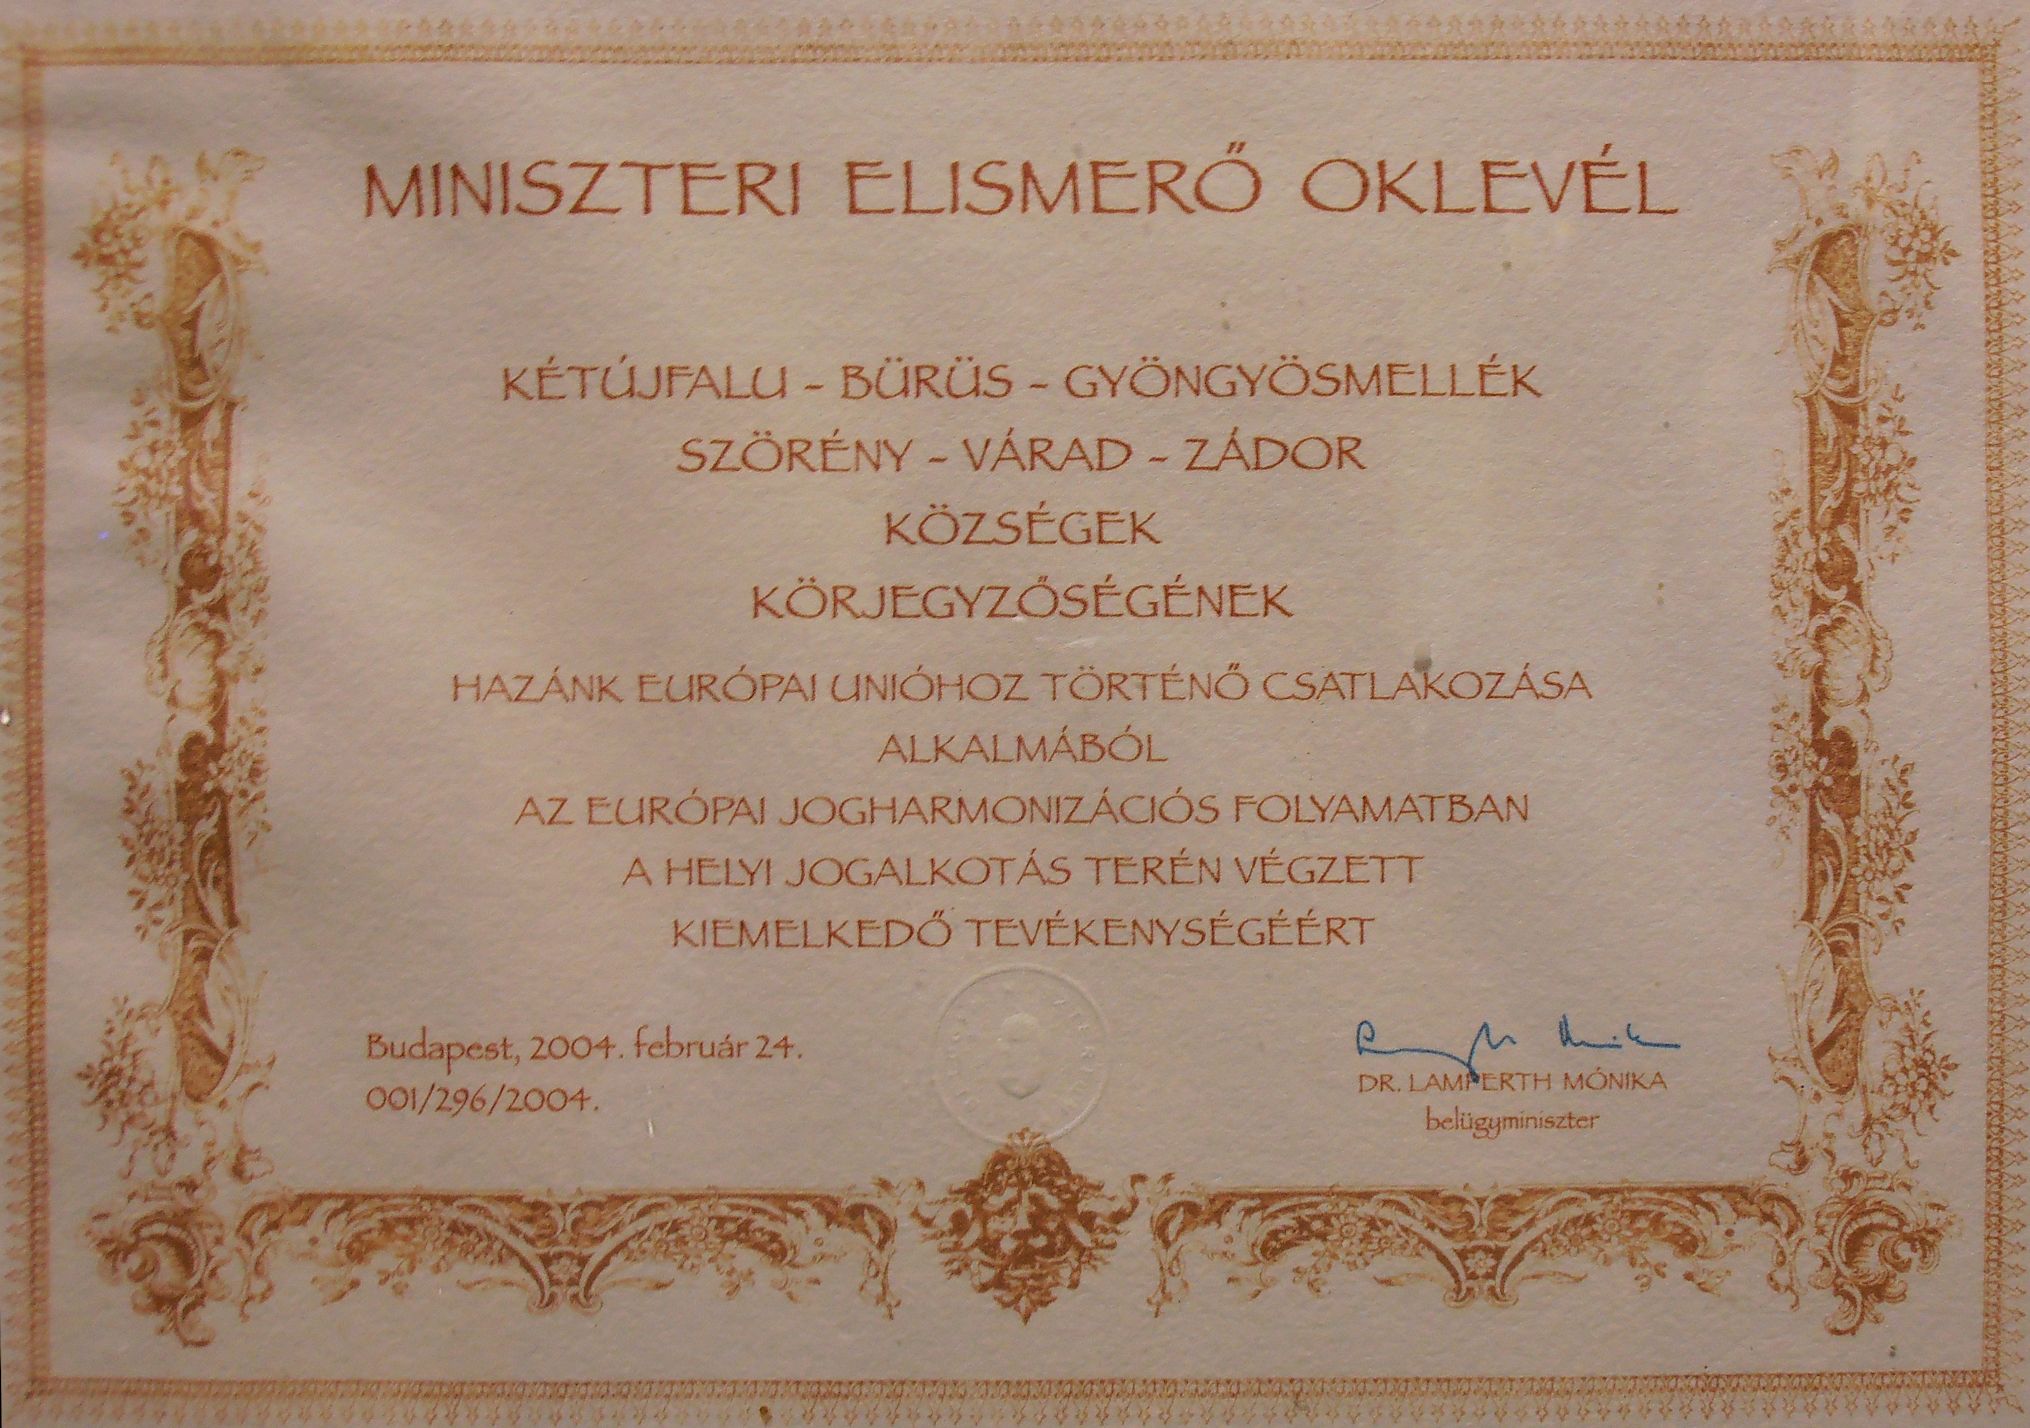 MINISZTERI ELISMERŐ OKLEVÉL
KÉTÚJFALU - BÜRÜS - GYÖNGYÖSMELLÉK
SZÖRÉNY - VÁRAD - ZÁDOR
KÖZSÉGEK
KÖRJEGYZŐSÉGÉNEK
HAZÁNK EURÓPAI UNIÓHOZ TÖRTÉNŐ CSATLAKOZÁSA
ALKALMÁBÓL
AZ EURÓPAI JOGHARMONIZÁCIÓS FOLYAMATBAN
A HELYI JOGALKOTÁS TERÉN VÉGZETT
KIEMELKEDŐ TEVÉKENYSÉGÉÉRT
Budapest, 2004. február 24.
001/296/2004.
DR. LAMPERTH MÓNIKA
belügyminiszter